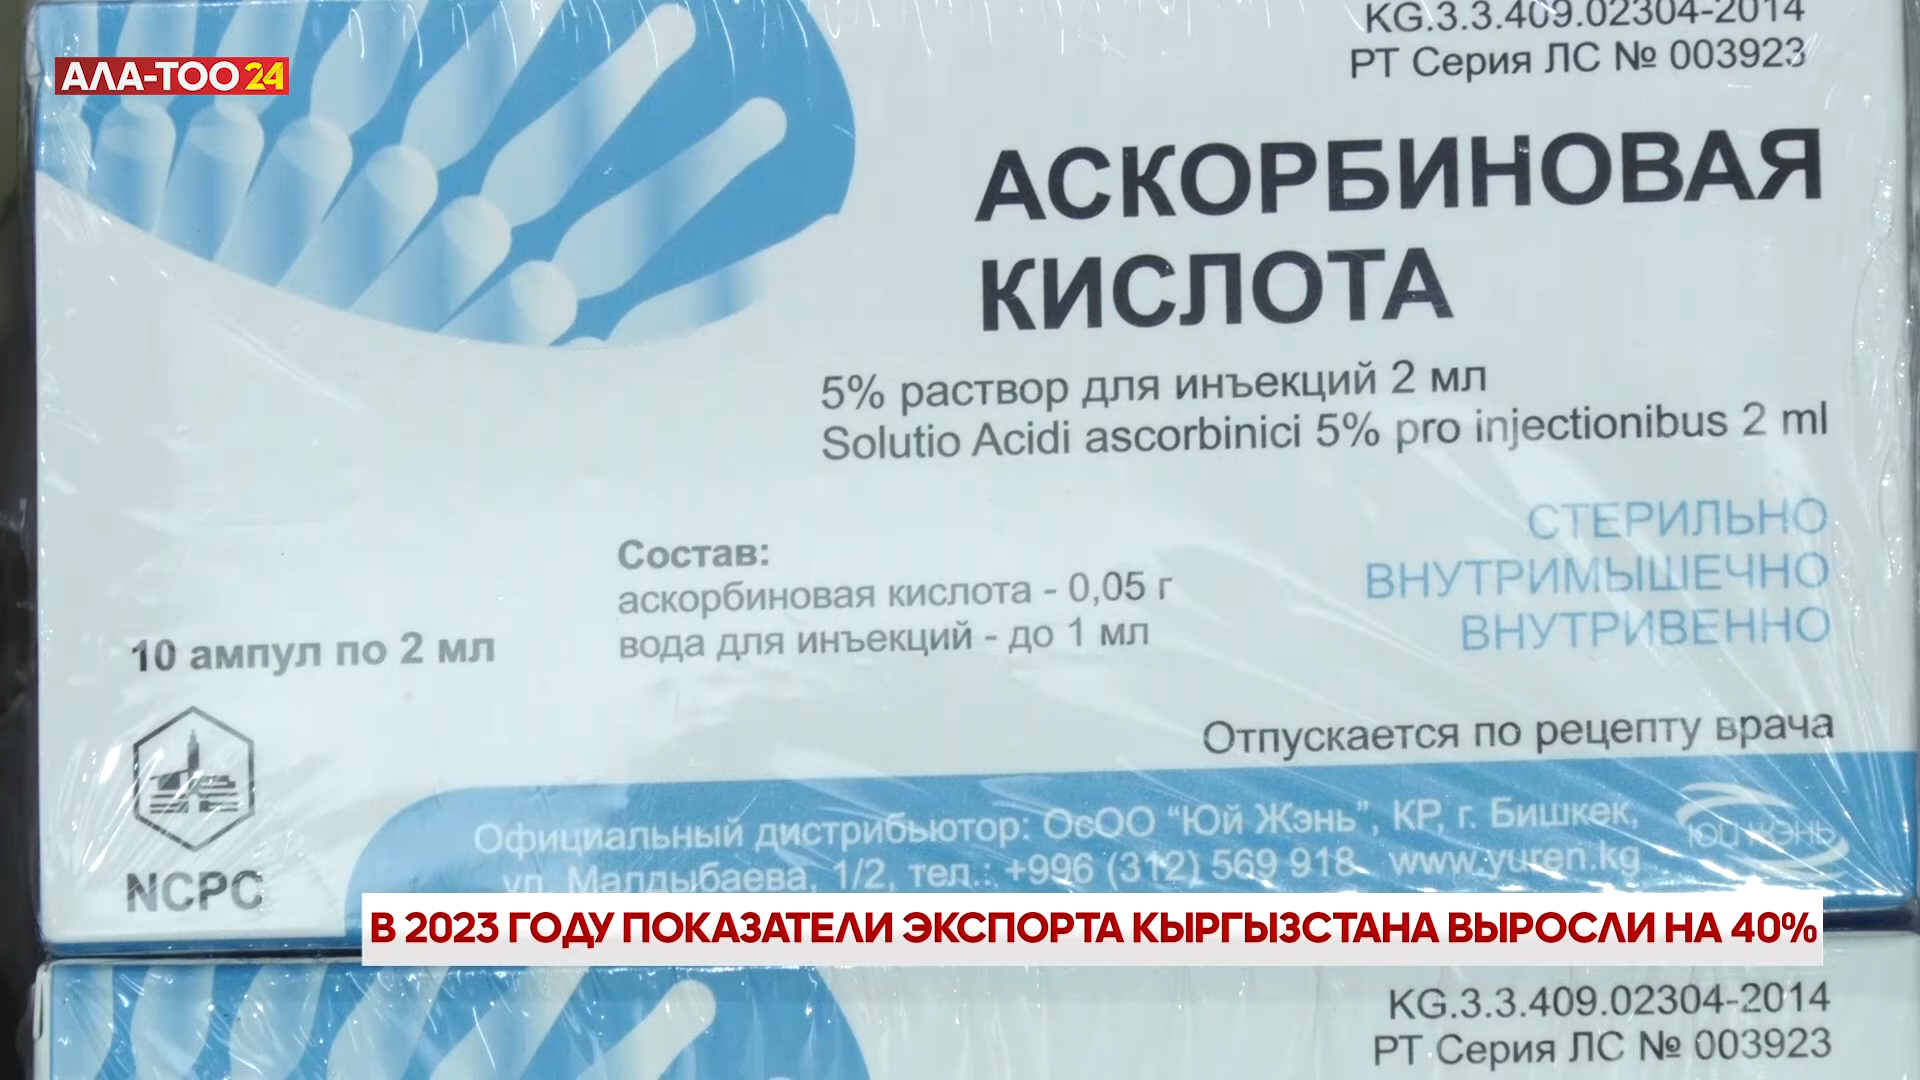 АЛА-ТОО 24
KG.3.3.409.02304-2014
РТ Серия ЛС № 003923
АСКОРБИНОВАЯ
КИСЛОТА
5% раствор для инъекций 2 мл
Solutio Acidi ascorbinici 5% pro injectionibus 2 ml
СТЕРИЛЬНО
ВНУТРИМЫШЕЧНО
ВНУТРИВЕННО
Состав:
аскорбиновая кислота - 0,05 г
вода для инъекций - до 1 мл
10 ампул по 2 мл
Отпускается по рецепту врача
NCPC
Официальный дистрибьютор: ОсОО “Юй Жэнь”, КР, г. Бишкек,
ул. Малдыбаева, 1/2, тел.: +996 (312) 569 918 www.yuren.kg
ЮЙ ЖЭНЬ
В 2023 ГОДУ ПОКАЗАТЕЛИ ЭКСПОРТА КЫРГЫЗСТАНА ВЫРОСЛИ НА 40%
KG.3.3.409.02304-2014
РТ Серия ЛС № 003923